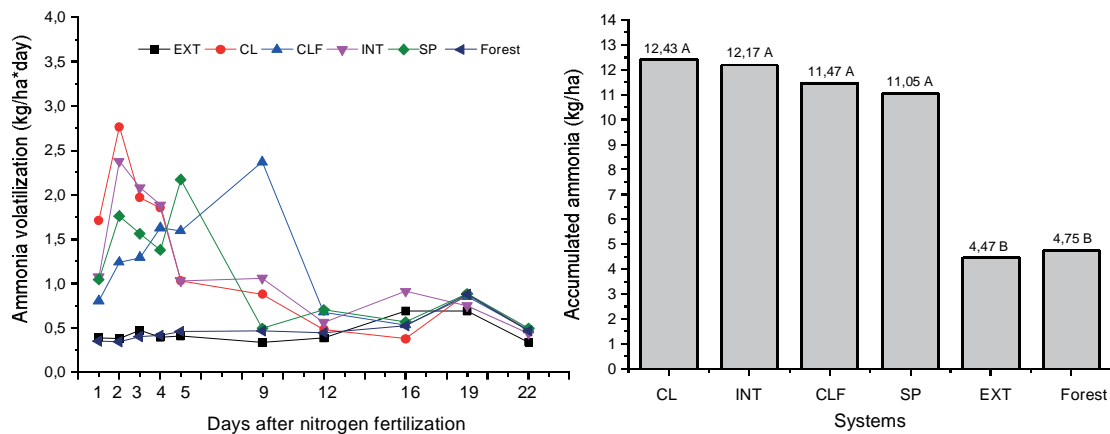 EXT CL CLF INT SP Forest
Ammonia volatilization (kg/ha*day)
4,0
3,5
3,0
2,5
2,0
1,5
1,0
0,5
0,0
1 2 3 4 5 9 12 16 19 22
Days after nitrogen fertilization
Accumulated ammonia (kg/ha)
14
13
12
11
10
9
8
7
6
5
4
3
2
1
0
12,43 A
12,17 A
11,47 A
11,05 A
4,47 B
4,75 B
CL INT CLF SP EXT Forest
Systems